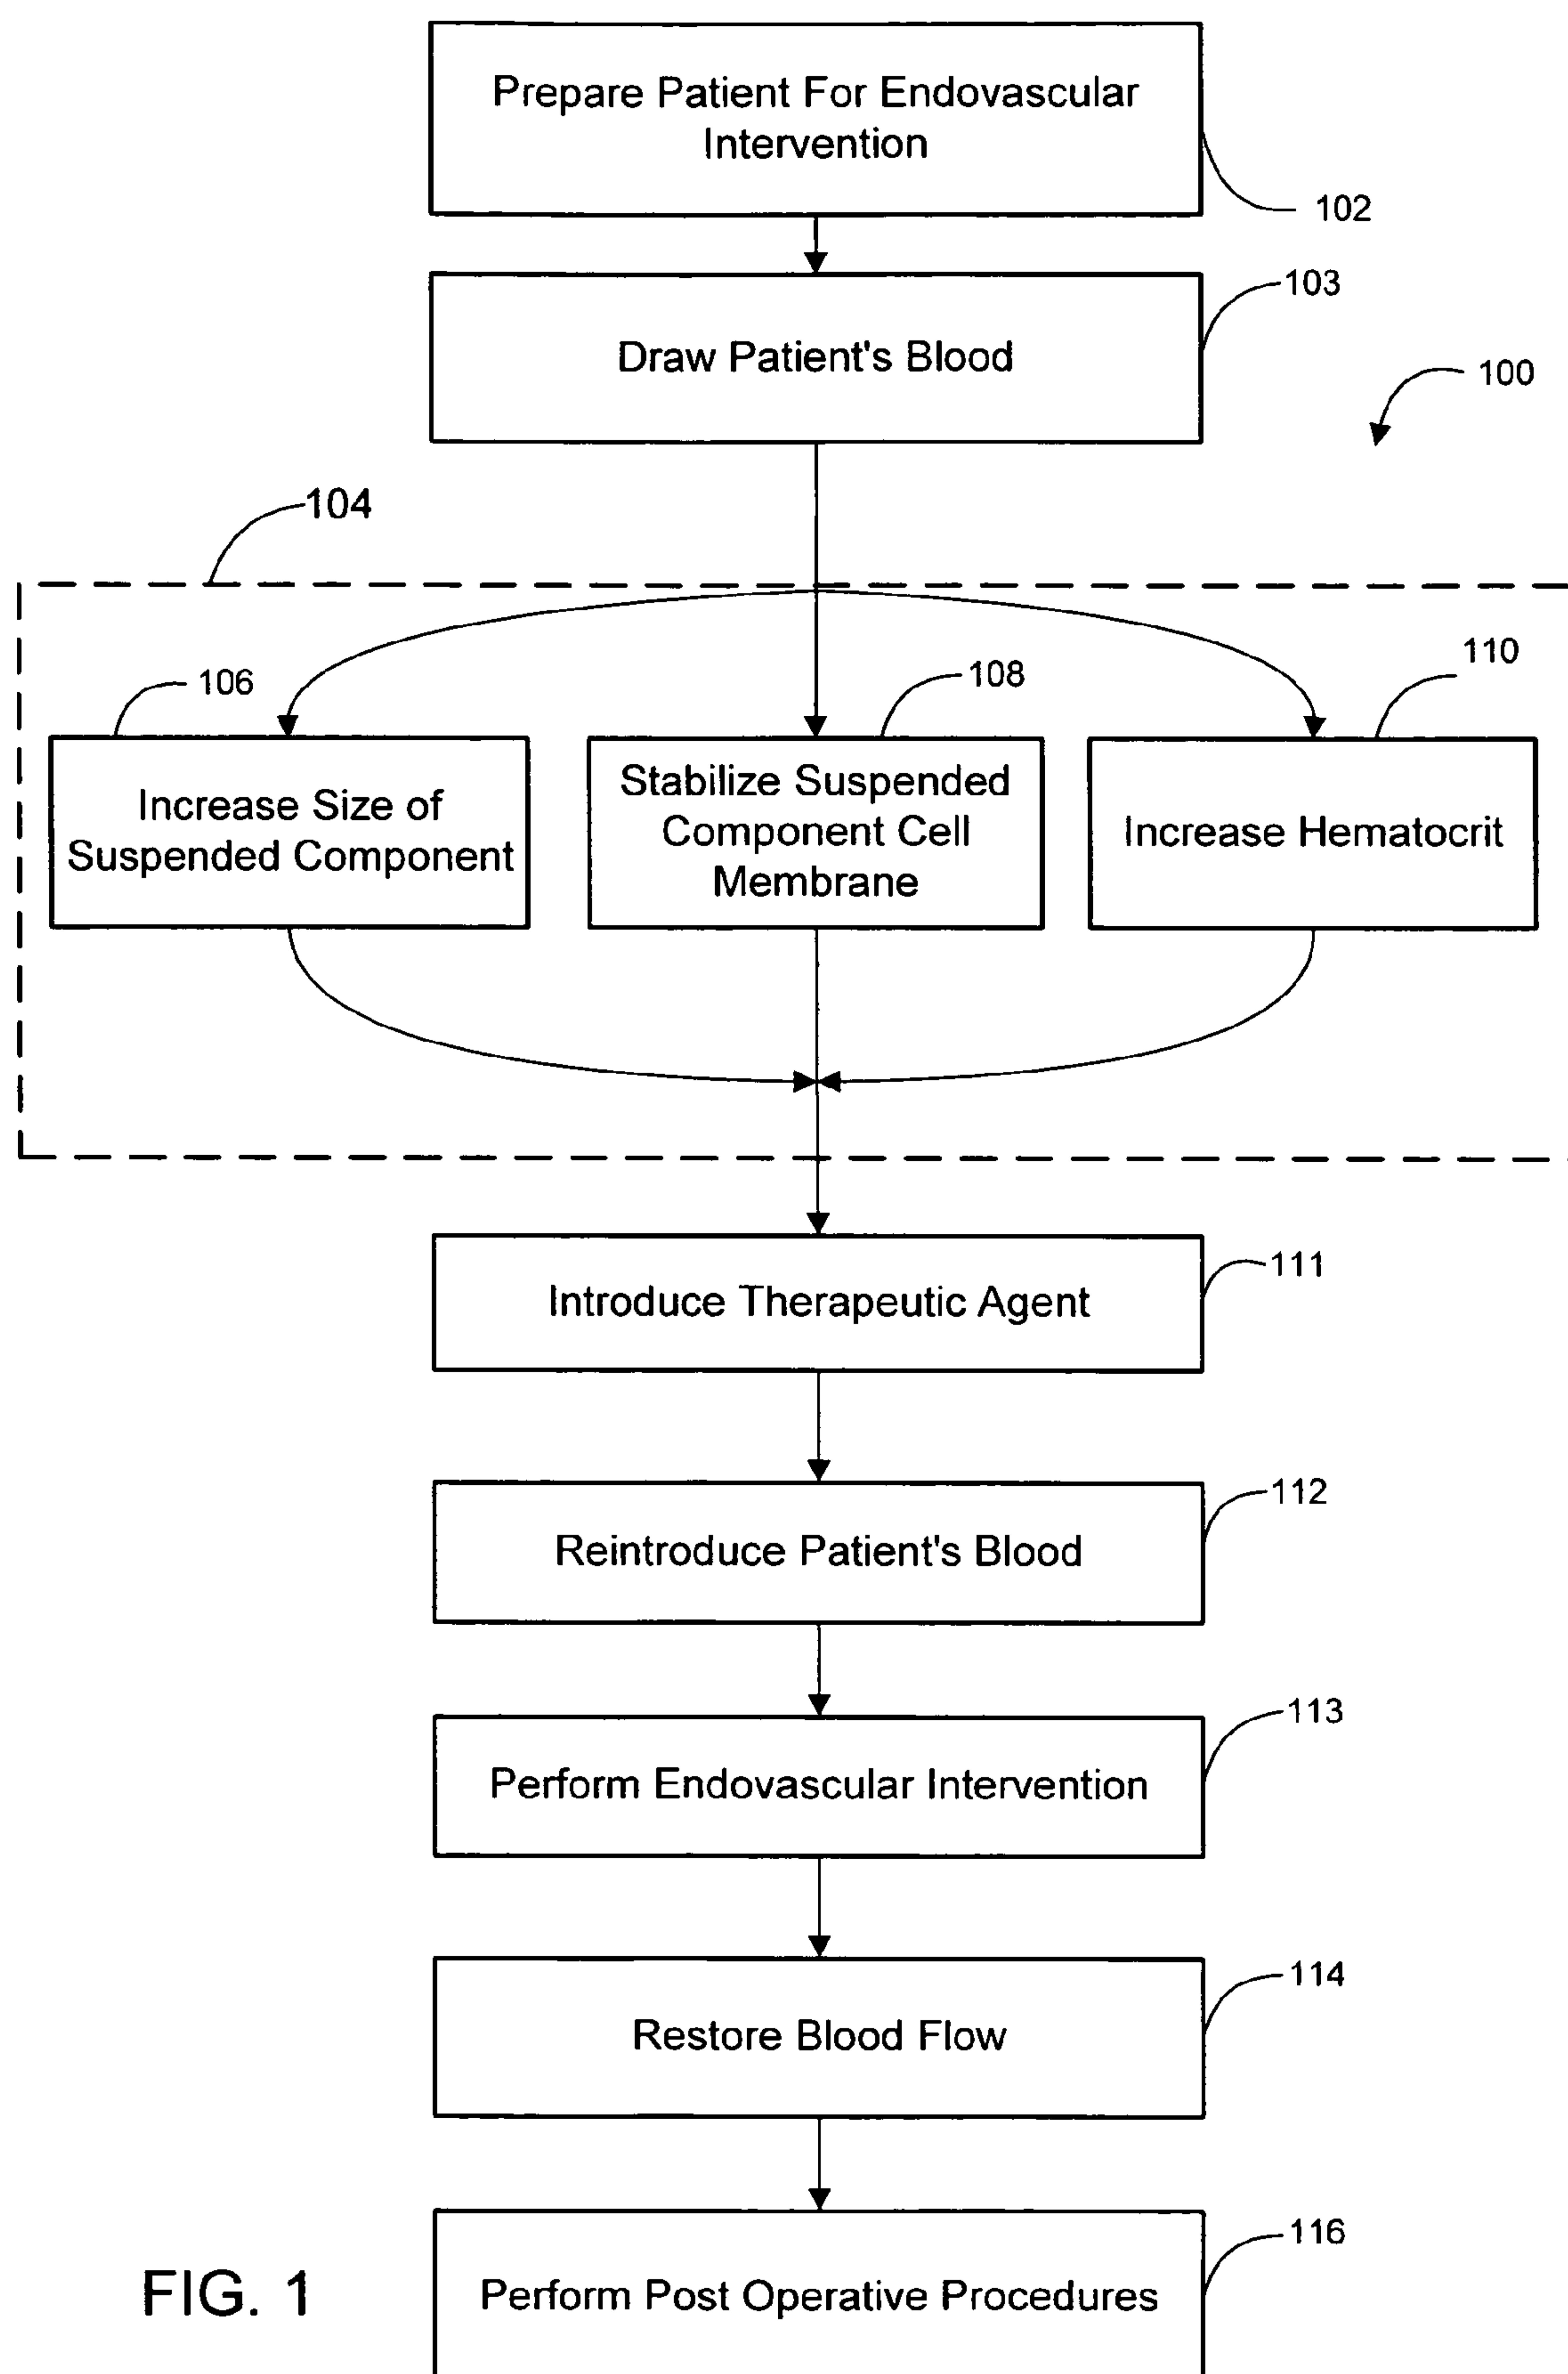 Prepare Patient For Endovascular
Intervention
102
103
Draw Patient's Blood
100
104
106
108
110
Increase Size of
Suspended Component
Stabilize Suspended
Component Cell
Membrane
Increase Hematocrit
111
Introduce Therapeutic Agent
112
Reintroduce Patient's Blood
113
Perform Endovascular Intervention
114
Restore Blood Flow
116
Perform Post Operative Procedures
FIG. 1